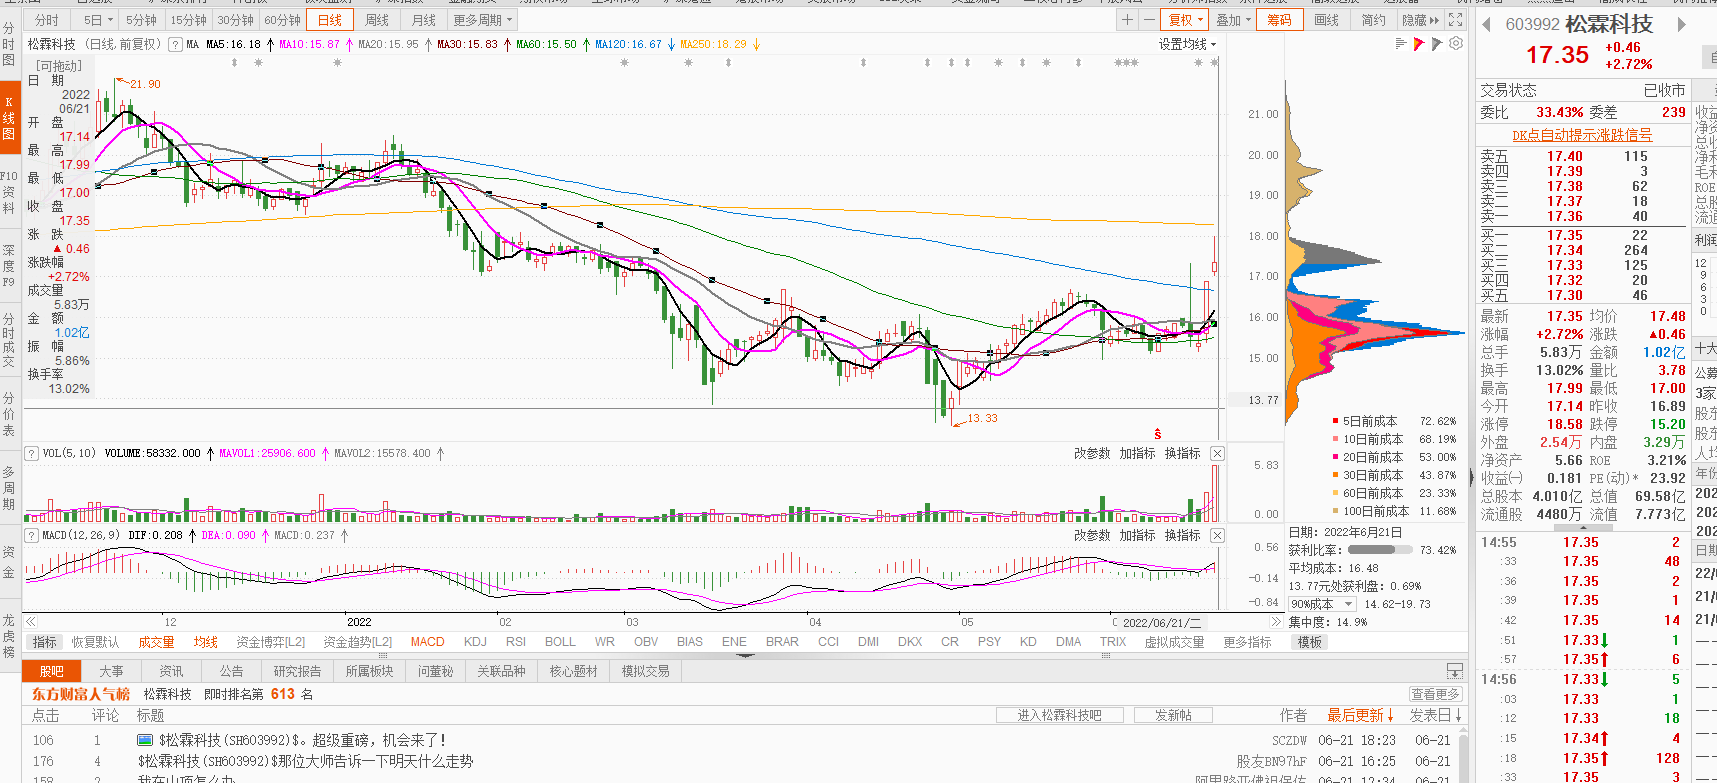 分时 5日 5分钟 15分钟 30分钟 60分钟 日线 周线 月线 更多周期 复权 叠加 筹码 画线 简约 隐藏
松霖科技 (日线,前复权) ? MA MA5:16.18 MA10:15.87 MA20:15.95 MA30:15.83 MA60:15.50 MA120:16.67 MA250:18.29 设置均线
分时图
K线图
F10资料
深度F9
分时成交
分价表
多周期
资金
龙虎榜
[可拖动]
日 期
2022
06/21
开 盘
17.14
最 高
17.99
最 低
17.00
收 盘
17.35
涨 跌
▲ 0.46
涨跌幅
+2.72%
成交量
5.83万
金 额
1.02亿
振 幅
5.86%
换手率
13.02%
21.90
13.33
ŝ
21.00
20.00
19.00
18.00
17.00
16.00
15.00
13.77
? VOL(5,10) VOLUME:58332.000 MAVOL1:25906.600 MAVOL2:15578.400 改参数 加指标 换指标
5.83
0.00
? MACD(12,26,9) DIF:0.208 DEA:0.090 MACD:0.237 改参数 加指标 换指标
0.56
-0.14
-0.84
12 2022 02 03 04 05 2022/06/21/二
5日前成本 72.62%
10日前成本 68.19%
20日前成本 53.00%
30日前成本 43.87%
60日前成本 23.33%
100日前成本 11.68%
日期: 2022年6月21日
获利比率: 73.42%
平均成本: 16.48
13.77元处获利盘: 0.69%
90%成本 14.62-19.73
集中度: 14.9%
指标 恢复默认 成交量 均线 资金博弈[L2] 资金趋势[L2] MACD KDJ RSI BOLL WR OBV BIAS ENE BRAR CCI DMI DKX CR PSY KD DMA TRIX 虚拟成交量 更多指标 模板
股吧 大事 资讯 公告 研究报告 所属板块 问董秘 关联品种 核心题材 模拟交易
东方财富人气榜 松霖科技 即时排名第 613 名 查看更多
点击 评论 标题 进入松霖科技吧 发新帖 作者 最后更新↓ 发表日↓
106 1 $松霖科技(SH603992)$。超级重磅，机会来了！ SCZDW 06-21 18:23 06-21
176 4 $松霖科技(SH603992)$那位大师告诉一下明天什么走势 股友BN97hF 06-21 16:25 06-21
158 2 我在山顶怎么办 阿里路亚佛祖保佑 06-21 12:34 06-21
603992 松霖科技
17.35 +0.46
+2.72%
交易状态 已收市
委比 33.43% 委差 239
DK点自动提示涨跌信号
卖五 17.40 115
卖四 17.39 3
卖三 17.38 62
卖二 17.37 18
卖一 17.36 40
买一 17.35 22
买二 17.34 264
买三 17.33 125
买四 17.32 20
买五 17.30 46
最新 17.35 均价 17.48
涨幅 +2.72% 涨跌 ▲0.46
总手 5.83万 金额 1.02亿
换手 13.02% 量比 3.78
最高 17.99 最低 17.00
今开 17.14 昨收 16.89
涨停 18.58 跌停 15.20
外盘 2.54万 内盘 3.29万
净资产 5.66 ROE 3.21%
收益(一) 0.181 PE(动)* 23.92
总股本 4.010亿 总值 69.58亿
流通股 4480万 流值 7.773亿
14:55 17.35 2
:33 17.35 48
:36 17.35 2
:39 17.35 1
:42 17.35 14
:51 17.33↓ 1
:57 17.35↑ 6
14:56 17.33↓ 5
:03 17.33 1
:12 17.33 18
:15 17.34↑ 4
:18 17.35↑ 128
:33 17.35 3
ROE
利润
12
9
6
3
0
十大
公募
3家
年份
202
202
202
日期
22/
21/
21/